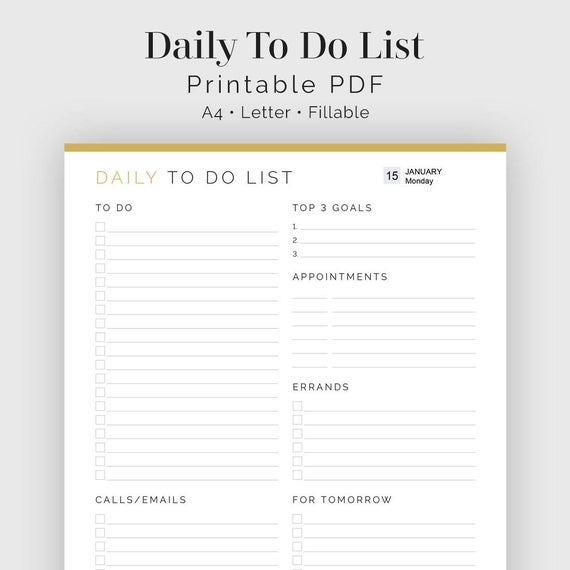 Daily To Do List
Printable PDF
A4 • Letter • Fillable
DAILY TO DO LIST
15 JANUARY
Monday
TO DO
TOP 3 GOALS
1.
2.
3.
APPOINTMENTS
ERRANDS
CALLS/EMAILS
FOR TOMORROW